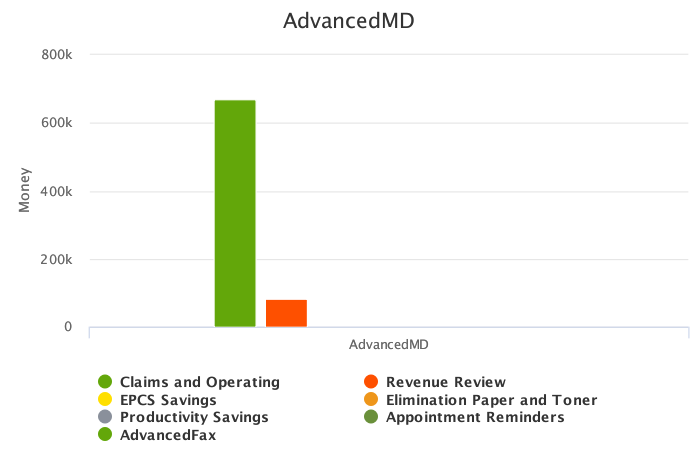 AdvancedMD
800k
600k
400k
200k
0
Money
AdvancedMD
Claims and Operating
Revenue Review
EPCS Savings
Elimination Paper and Toner
Productivity Savings
Appointment Reminders
AdvancedFax